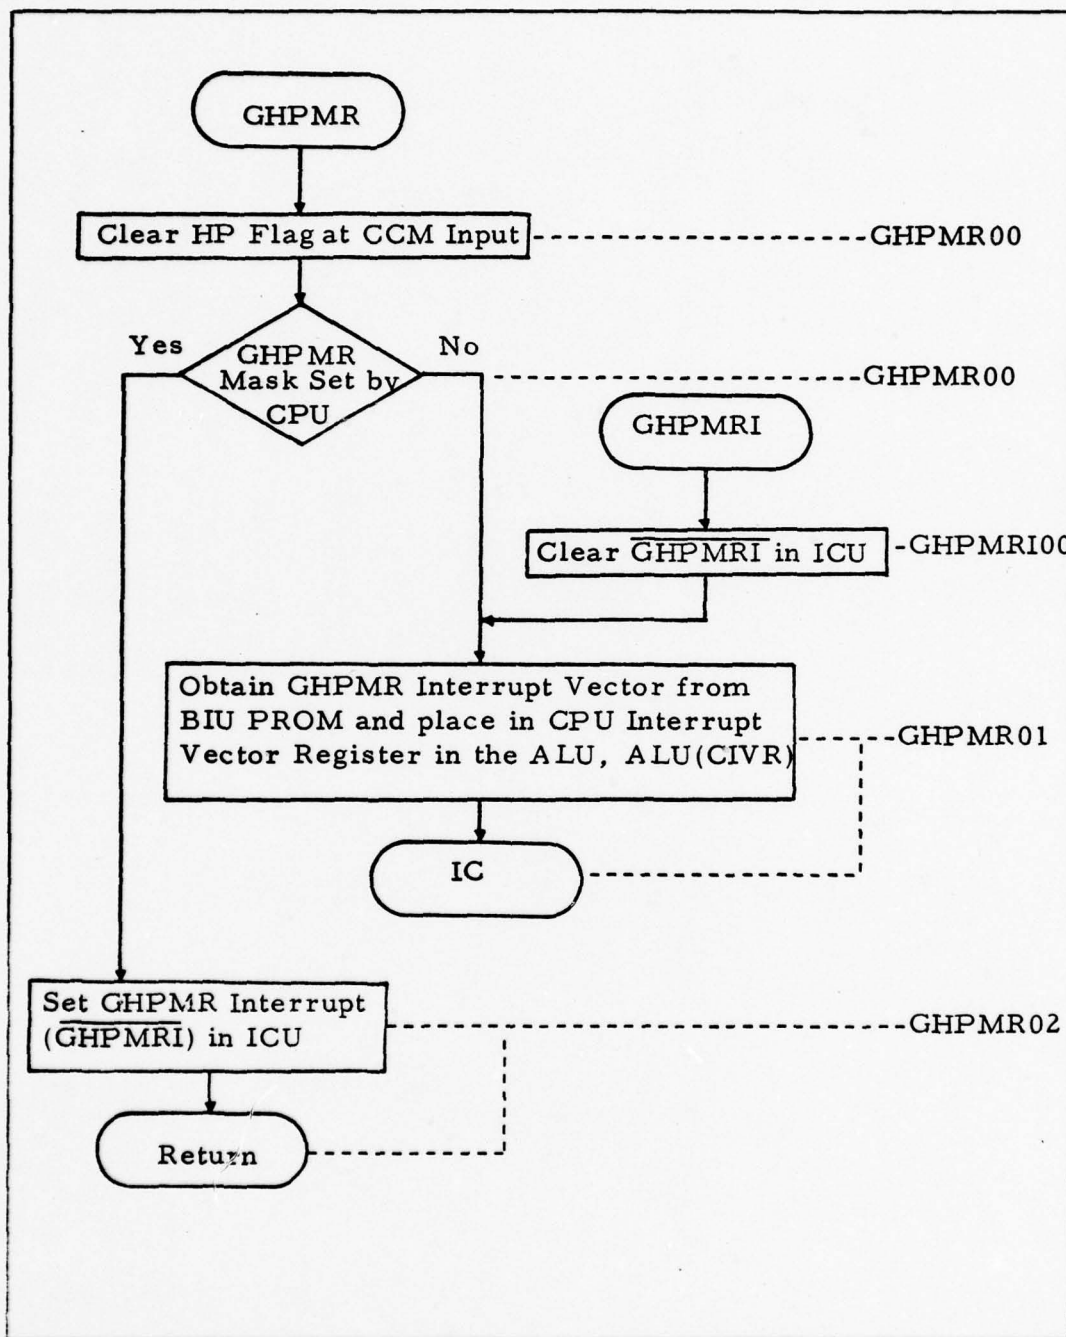 GHPMR
Clear HP Flag at CCM Input
GHPMR00
Yes
No
GHPMR
Mask Set by
CPU
GHPMR00
GHPMRI
Clear G̅H̅P̅M̅R̅I̅ in ICU
GHPMRI00
Obtain GHPMR Interrupt Vector from
BIU PROM and place in CPU Interrupt
Vector Register in the ALU, ALU(CIVR)
GHPMR01
IC
Set GHPMR Interrupt
(G̅H̅P̅M̅R̅I̅) in ICU
GHPMR02
Return